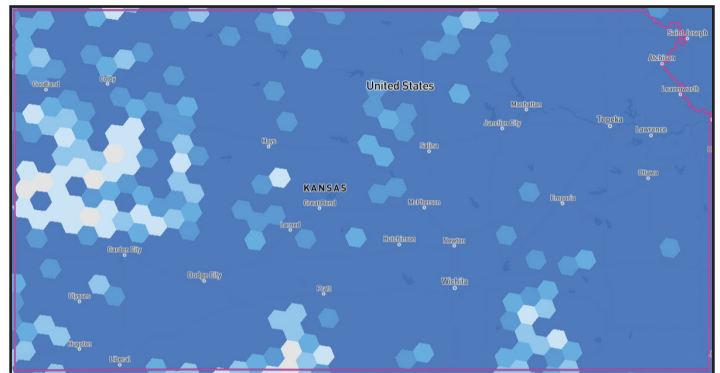 Saint Joseph
Atchison
Goodland
Colby
United States
Leavenworth
Manhattan
Junction City
Topeka
Lawrence
Hays
Salina
Ottawa
KANSAS
Great Bend
McPherson
Emporia
Larned
Hutchinson
Newton
Garden City
Dodge City
Wichita
Pratt
Ulysses
Hugoton
Liberal